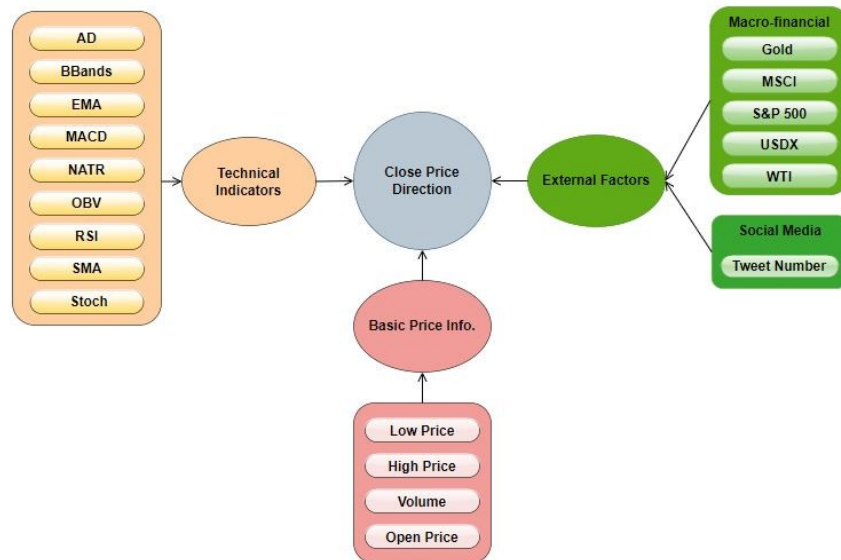 AD
BBands
EMA
MACD
NATR
OBV
RSI
SMA
Stoch
Technical
Indicators
Close Price
Direction
External Factors
Macro-financial
Gold
MSCI
S&P 500
USDX
WTI
Social Media
Tweet Number
Basic Price Info.
Low Price
High Price
Volume
Open Price